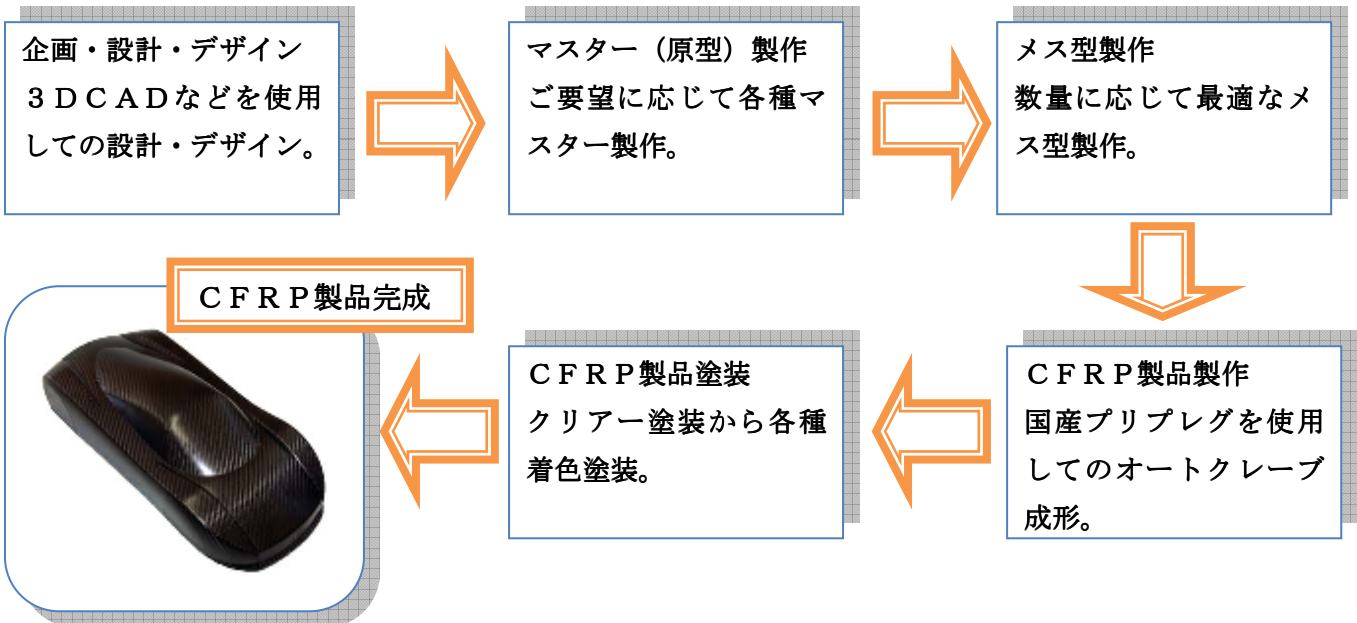 企画・設計・デザイン
３ＤＣＡＤなどを使用
しての設計・デザイン。
マスター（原型）製作
ご要望に応じて各種マ
スター製作。
メス型製作
数量に応じて最適なメ
ス型製作。
ＣＦＲＰ製品製作
国産プリプレグを使用
してのオートクレーブ
成形。
ＣＦＲＰ製品塗装
クリアー塗装から各種
着色塗装。
ＣＦＲＰ製品完成